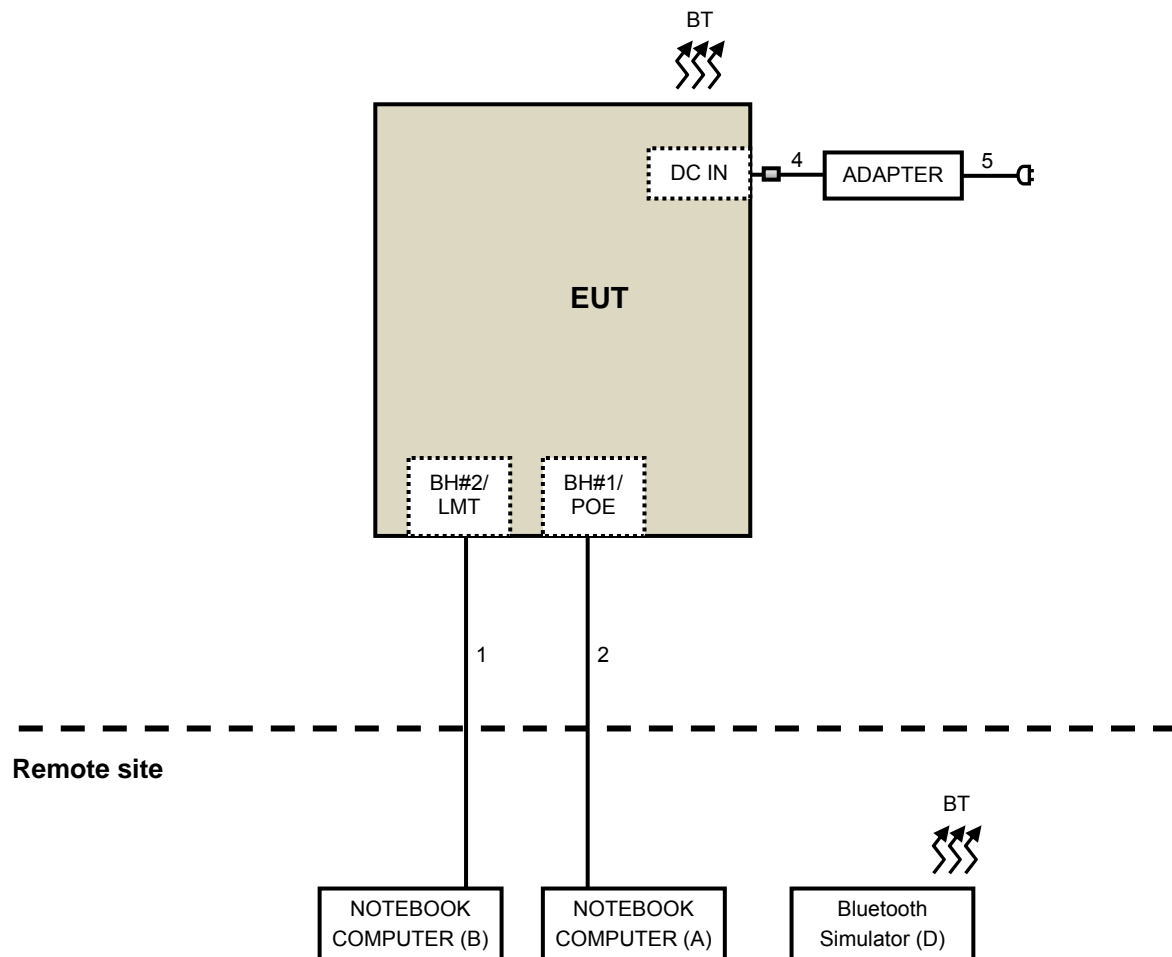 BT
DC IN
4
ADAPTER
5
EUT
BH#2/
LMT
BH#1/
POE
1
2
Remote site
BT
NOTEBOOK
COMPUTER (B)
NOTEBOOK
COMPUTER (A)
Bluetooth
Simulator (D)